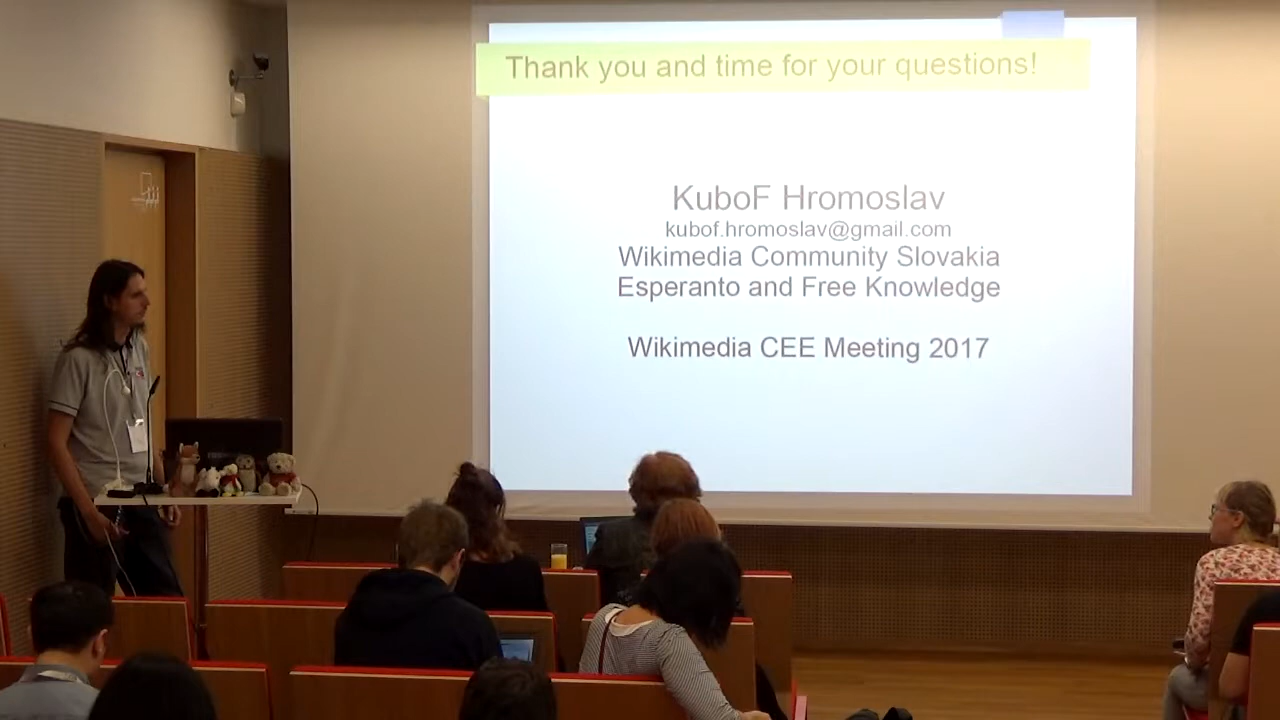 Thank you and time for your questions!
KuboF Hromoslav
kubof.hromoslav@gmail.com
Wikimedia Community Slovakia
Esperanto and Free Knowledge
Wikimedia CEE Meeting 2017